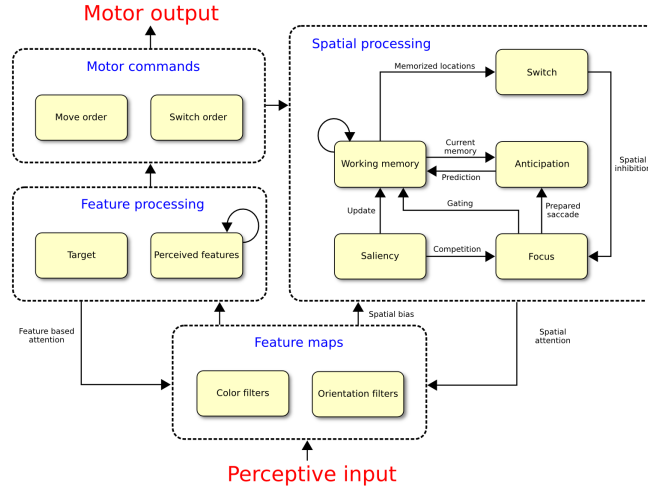 Motor output
Spatial processing
Motor commands
Memorized locations
Switch
Move order
Switch order
Current
memory
Working memory
Anticipation
Spatial
inhibition
Prediction
Feature processing
Gating
Prepared
saccade
Update
Target
Perceived features
Saliency
Competition
Focus
Feature based
attention
Spatial bias
Spatial
attention
Feature maps
Color filters
Orientation filters
Perceptive input